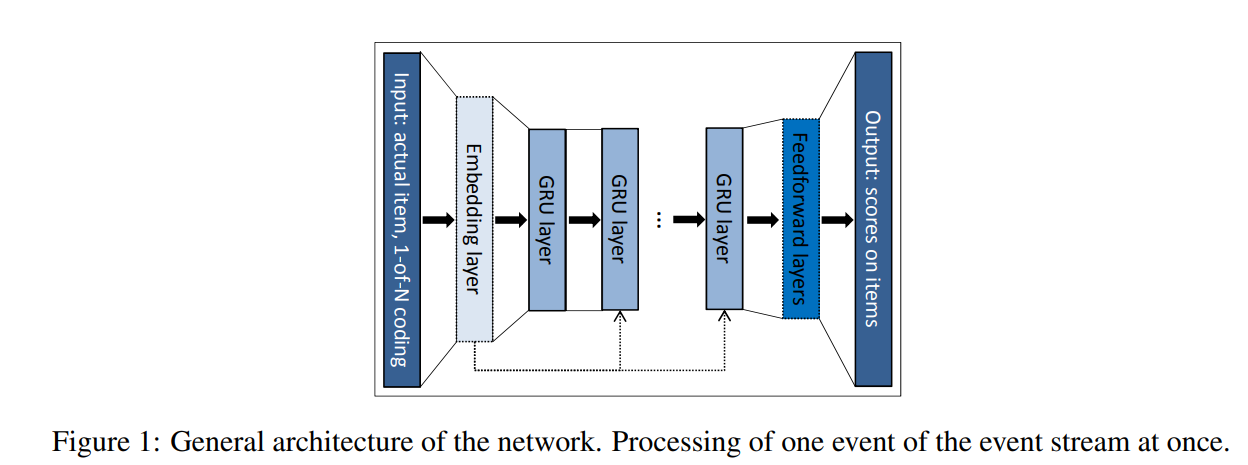 Input: actual item, 1-of-N coding
Embedding layer
GRU layer
GRU layer
...
GRU layer
Feedforward layers
Output: scores on items
Figure 1: General architecture of the network. Processing of one event of the event stream at once.